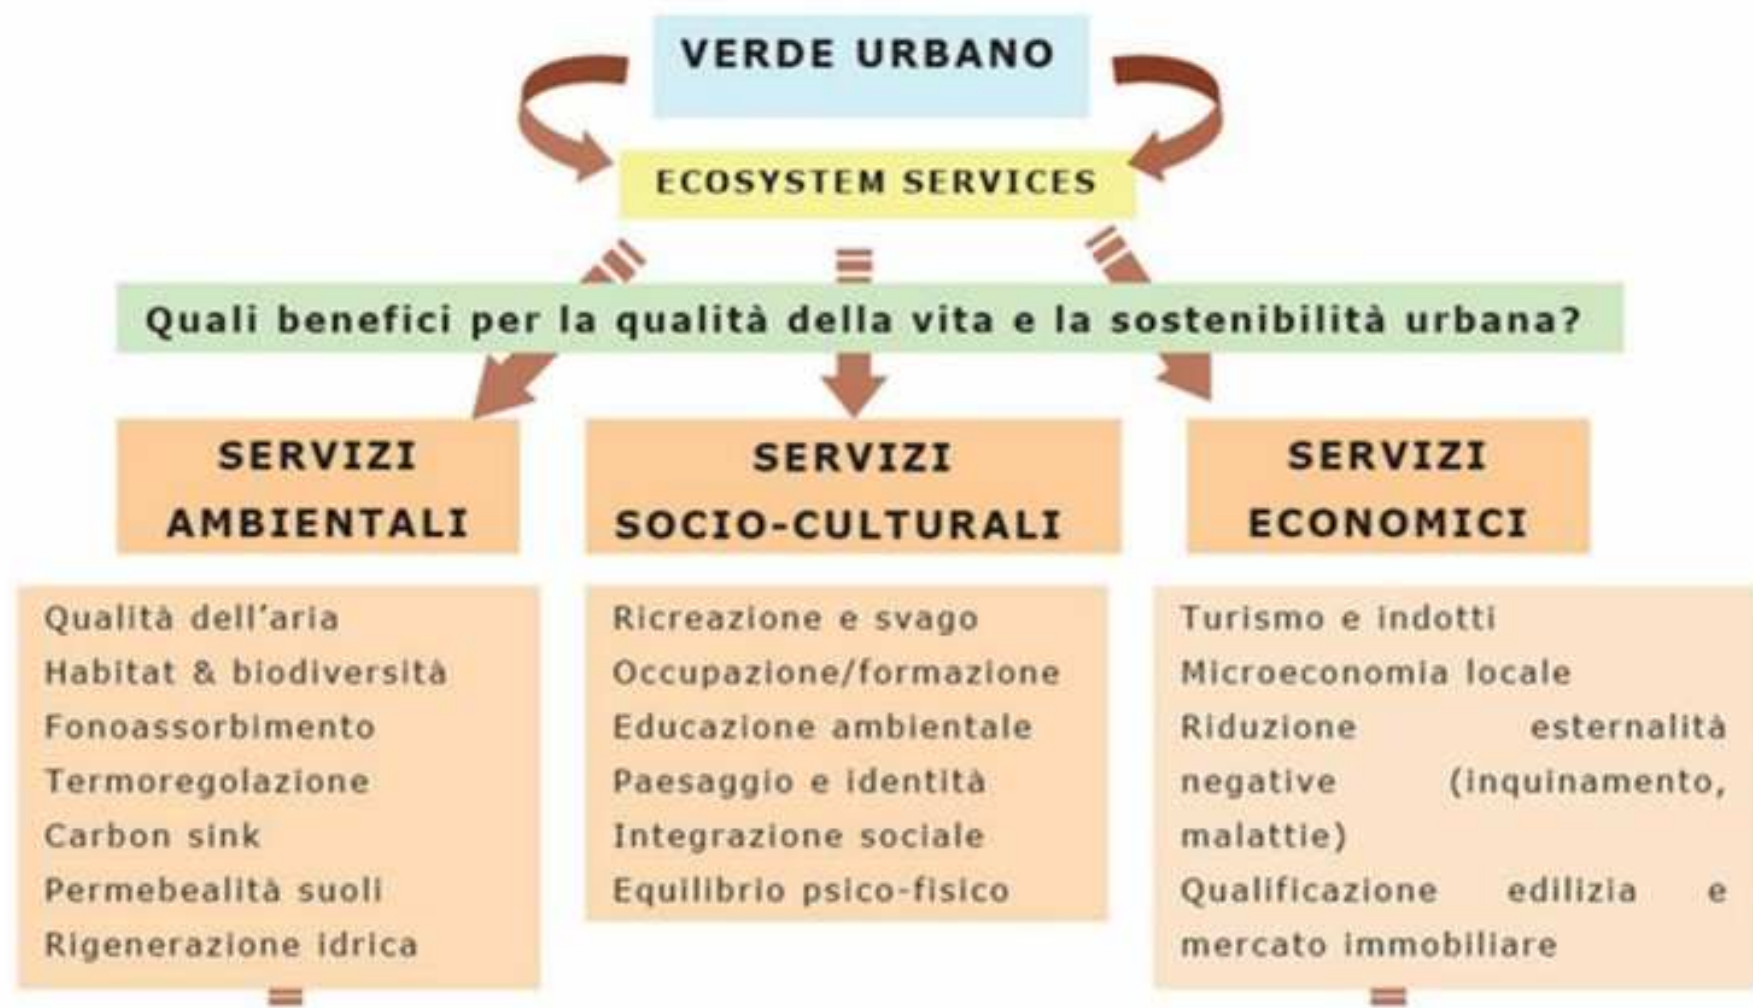 VERDE URBANO
ECOSYSTEM SERVICES
Quali benefici per la qualità della vita e la sostenibilità urbana?
SERVIZI
AMBIENTALI
Qualità dell'aria
Habitat & biodiversità
Fonoassorbimento
Termoregolazione
Carbon sink
Permebealità suoli
Rigenerazione idrica
SERVIZI
SOCIO-CULTURALI
Ricreazione e svago
Occupazione/formazione
Educazione ambientale
Paesaggio e identità
Integrazione sociale
Equilibrio psico-fisico
SERVIZI
ECONOMICI
Turismo e indotti
Microeconomia locale
Riduzione esternalità
negative (inquinamento,
malattie)
Qualificazione edilizia e
mercato immobiliare